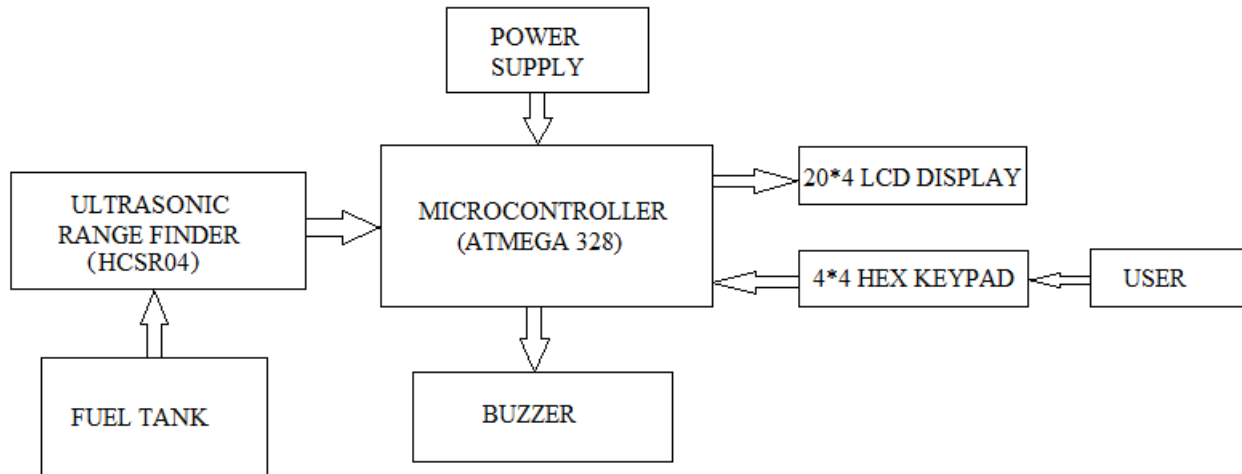 POWER
SUPPLY
ULTRASONIC
RANGE FINDER
(HCSR04)
MICROCONTROLLER
(ATMEGA 328)
20*4 LCD DISPLAY
4*4 HEX KEYPAD
USER
FUEL TANK
BUZZER